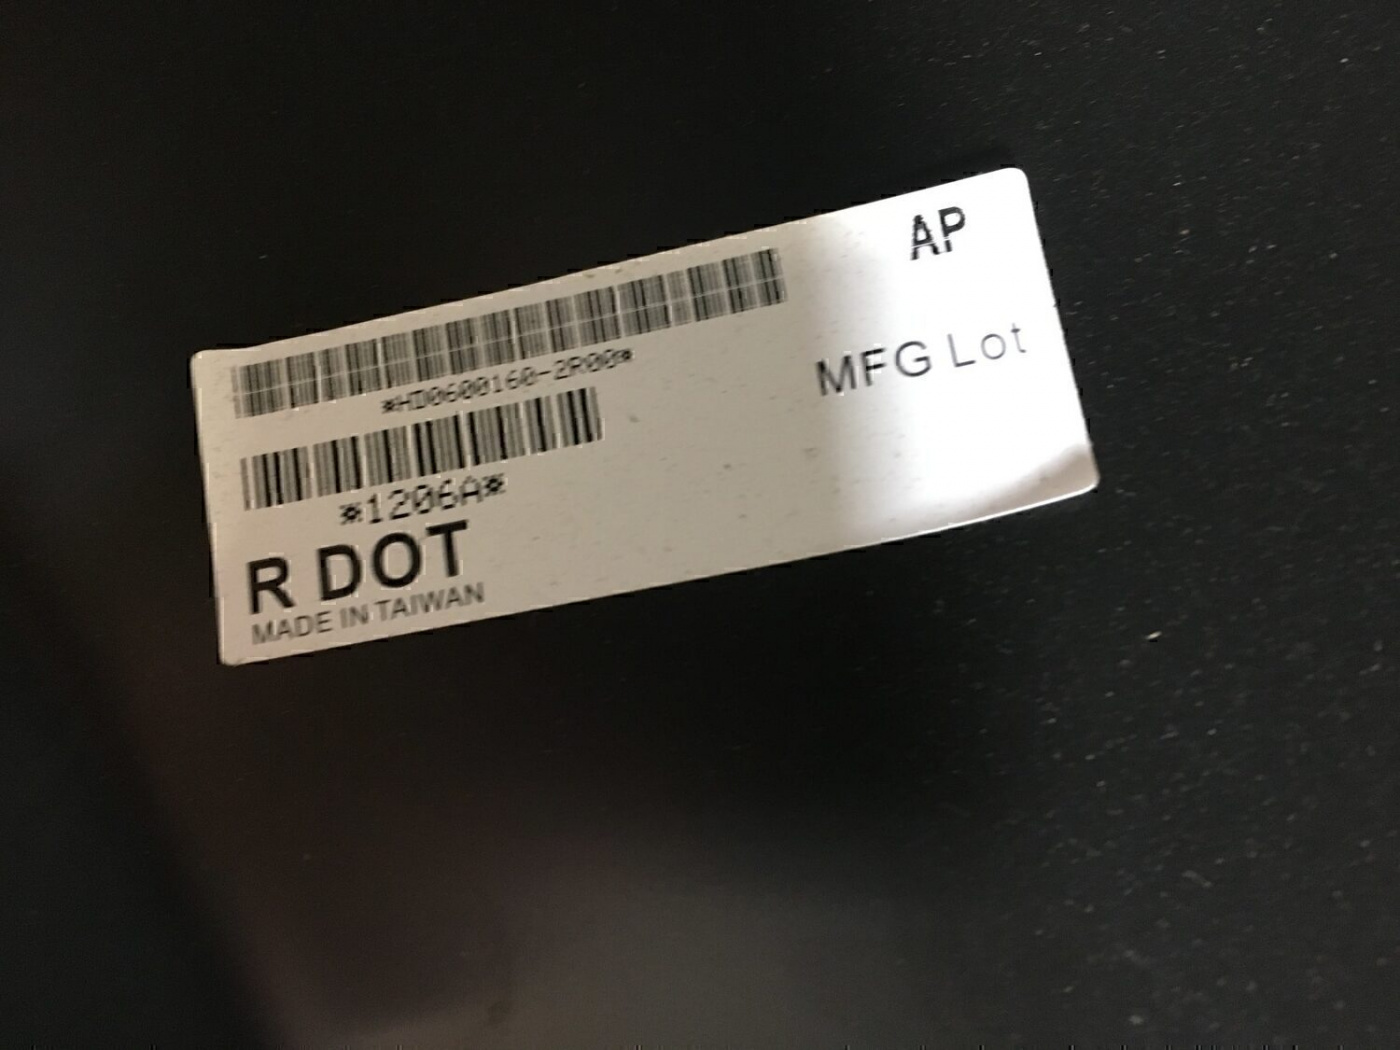 AP
*HD0600160-2R00*
MFG Lot
*1206A*
R DOT
MADE IN TAIWAN